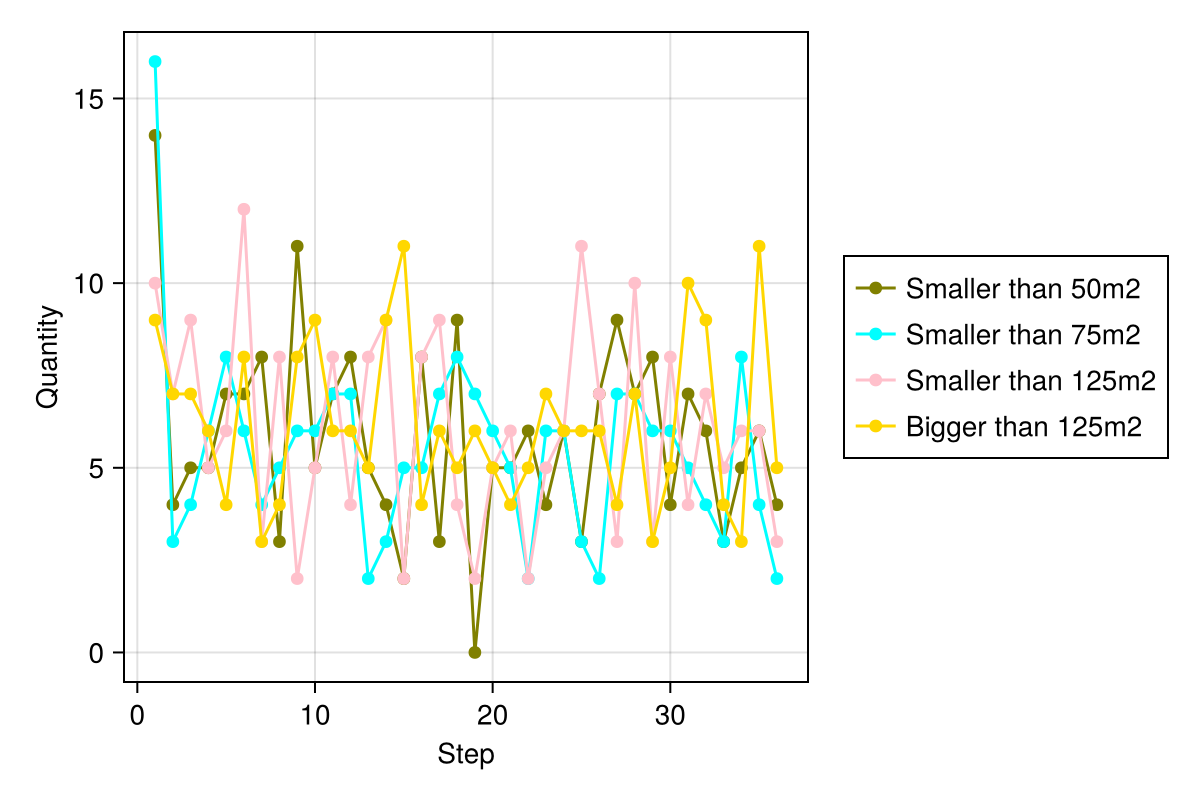 15
10
5
0
Quantity
0 10 20 30
Step
Smaller than 50m2
Smaller than 75m2
Smaller than 125m2
Bigger than 125m2